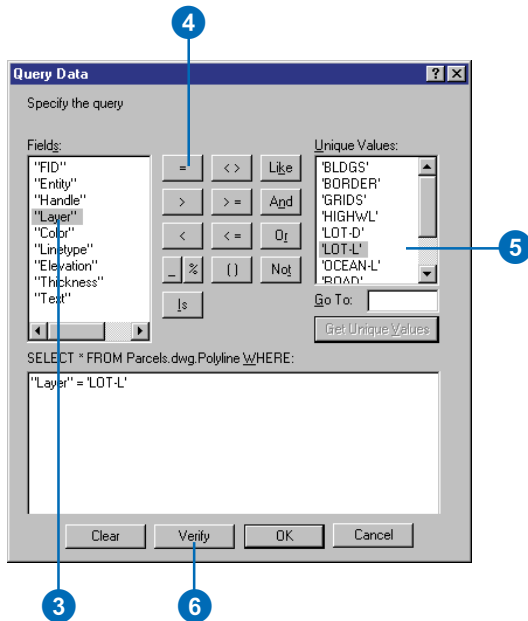 4
Query Data
? X
Specify the query
Fields:
"FID"
"Entity"
"Handle"
"Layer"
"Color"
"Linetype"
"Elevation"
"Thickness"
"Text"
= <> Like
> >= And
< <= Or
_ % () Not
Is
Unique Values:
'BLDGS'
'BORDER'
'GRIDS'
'HIGHWL'
'LOT-D'
'LOT-L'
'OCEAN-L'
'ROAD'
5
Go To:
Get Unique Values
SELECT * FROM Parcels.dwg.Polyline WHERE:
"Layer" = 'LOT-L'
Clear Verify OK Cancel
3 6